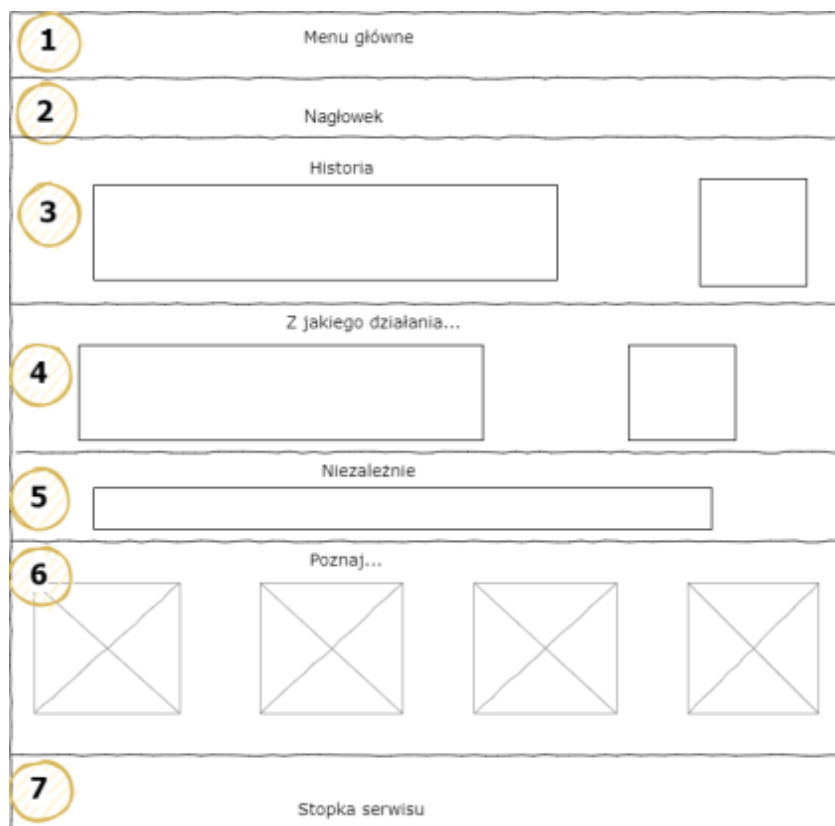 1
Menu główne
2
Nagłowek
Historia
3
Z jakiego działania...
4
Niezależnie
5
Poznaj...
6
7
Stopka serwisu